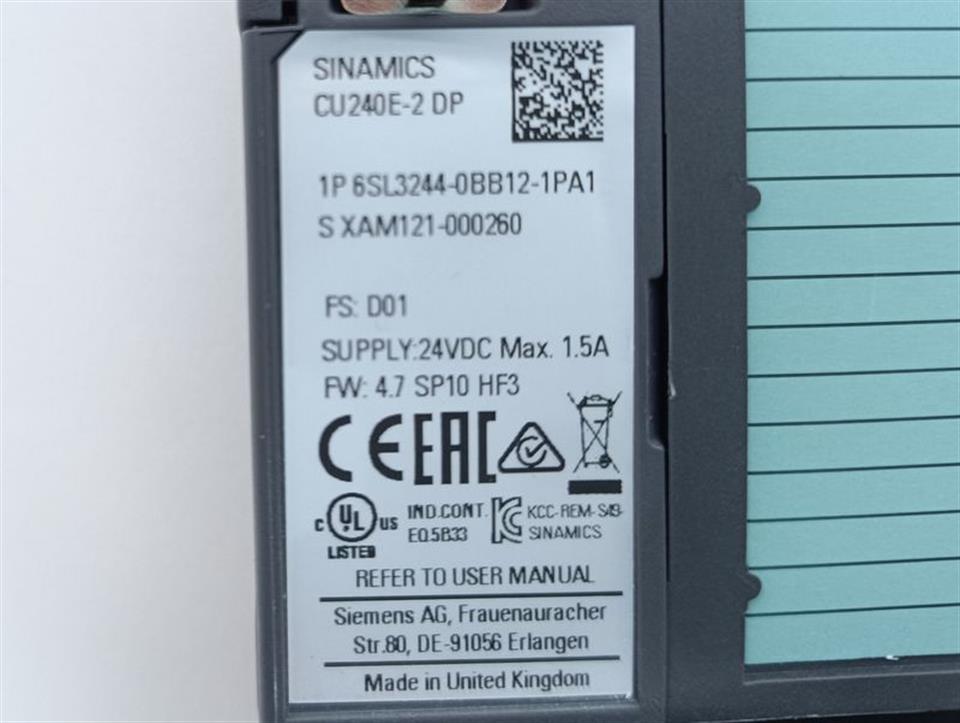 SINAMICS
CU240E-2 DP
1P 6SL3244-0BB12-1PA1
S XAM121-000260
FS: D01
SUPPLY:24VDC Max. 1.5A
FW: 4.7 SP10 HF3
CE EAC
c UL us
LISTED
IND.CONT.
EQ.5B33
KCC-REM-S49-
SINAMICS
REFER TO USER MANUAL
Siemens AG, Frauenauracher
Str.80, DE-91056 Erlangen
Made in United Kingdom